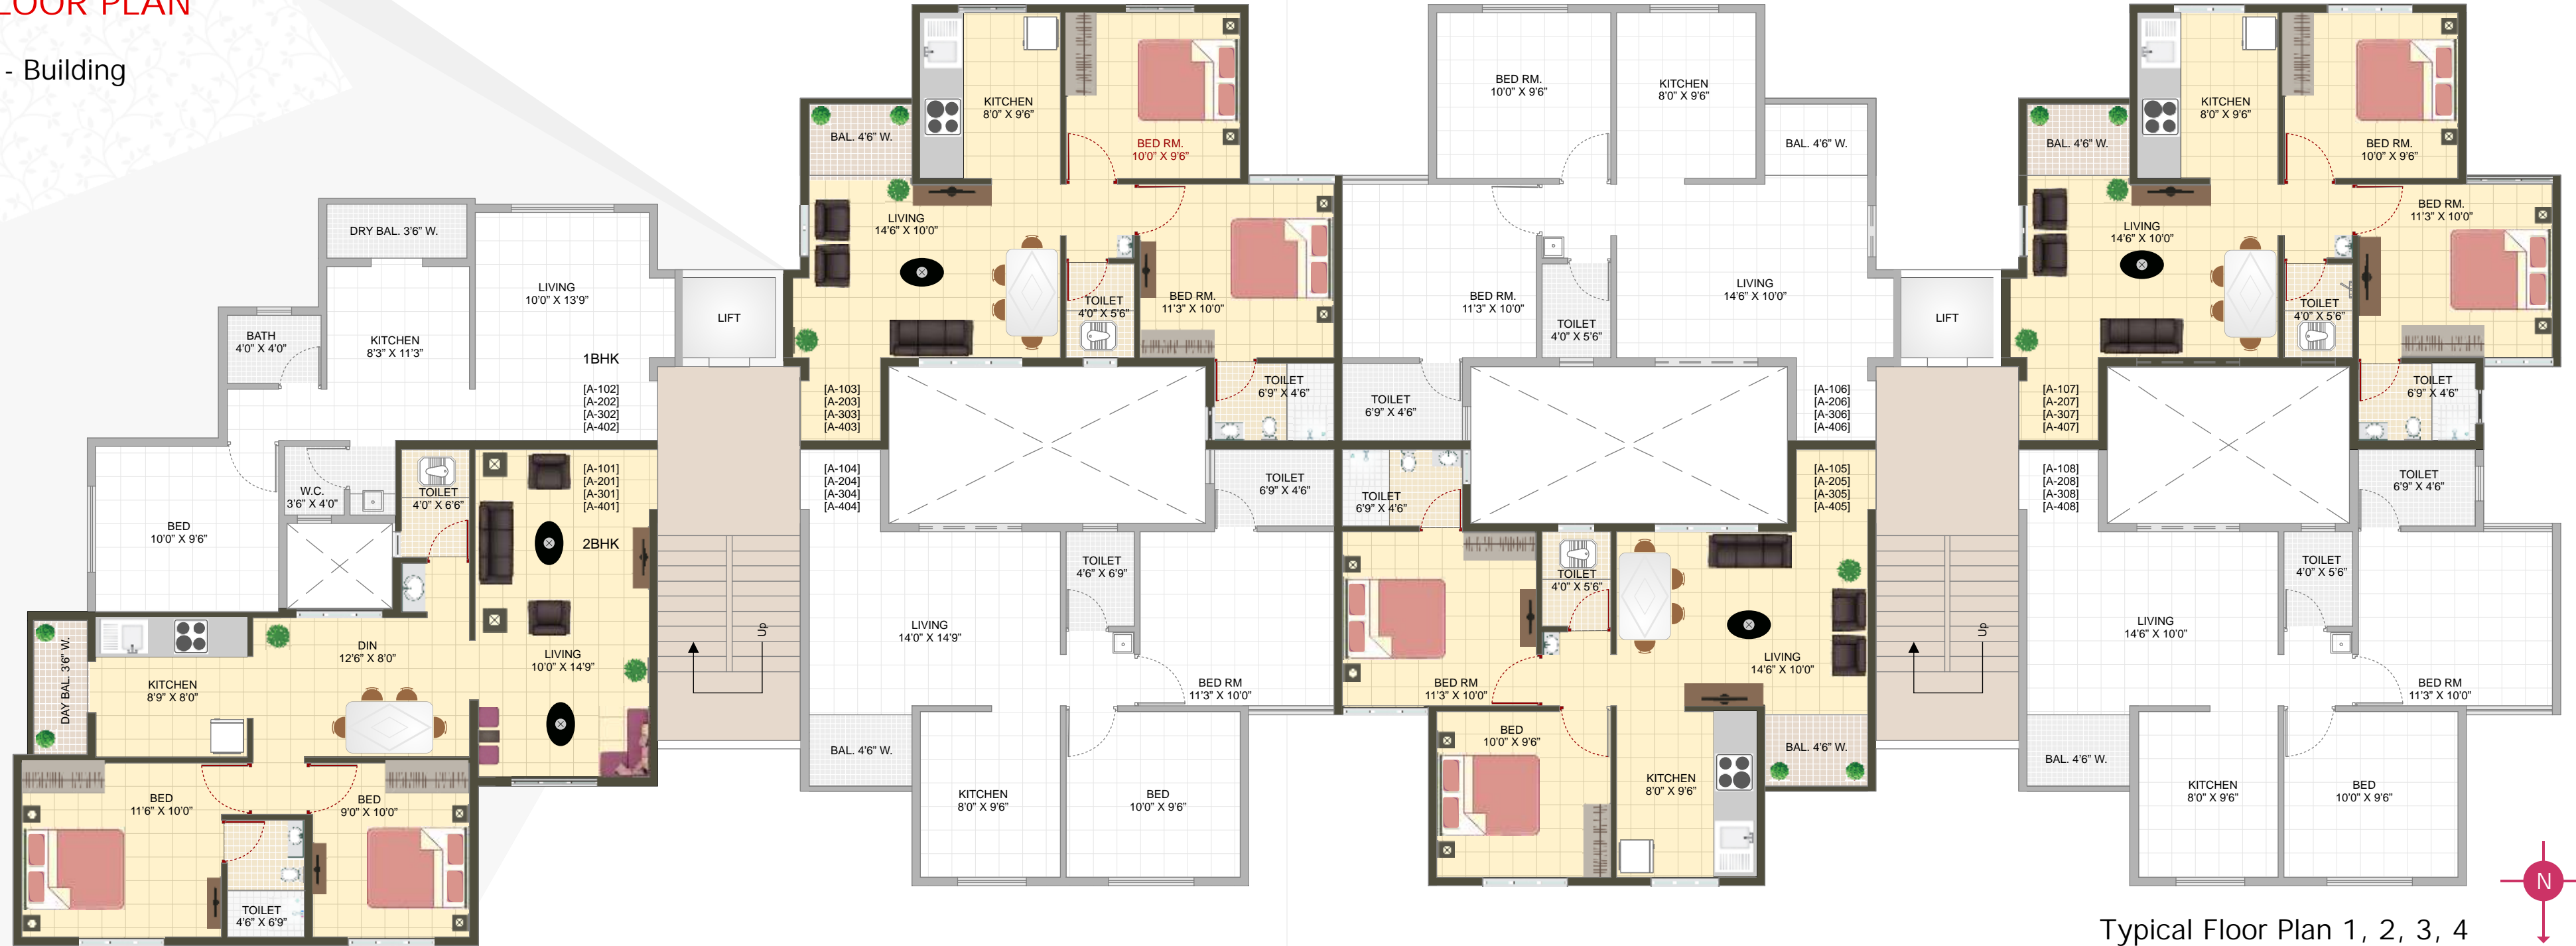 LOOR PLAN
- Building
DRY BAL. 3'6" W.
LIVING
10'0" X 13'9"
BATH
4'0" X 4'0"
KITCHEN
8'3" X 11'3"
1BHK
[A-102]
[A-202]
[A-302]
[A-402]
BED
10'0" X 9'6"
W.C.
3'6" X 4'0"
LIFT
TOILET
4'0" X 6'6"
[A-101]
[A-201]
[A-301]
[A-401]
2BHK
LIVING
10'0" X 14'9"
DIN
12'6" X 8'0"
KITCHEN
8'9" X 8'0"
DAY BAL. 3'6" W.
BED
11'6" X 10'0"
BED
9'0" X 10'0"
TOILET
4'6" X 6'9"
Up
BAL. 4'6" W.
KITCHEN
8'0" X 9'6"
BED RM.
10'0" X 9'6"
LIVING
14'6" X 10'0"
BED RM.
11'3" X 10'0"
TOILET
4'0" X 5'6"
TOILET
6'9" X 4'6"
[A-103]
[A-203]
[A-303]
[A-403]
[A-104]
[A-204]
[A-304]
[A-404]
TOILET
6'9" X 4'6"
TOILET
4'6" X 6'9"
LIVING
14'0" X 14'9"
BED RM
11'3" X 10'0"
BAL. 4'6" W.
KITCHEN
8'0" X 9'6"
BED
10'0" X 9'6"
BED RM.
10'0" X 9'6"
KITCHEN
8'0" X 9'6"
BAL. 4'6" W.
BED RM.
11'3" X 10'0"
LIVING
14'6" X 10'0"
TOILET
4'0" X 5'6"
TOILET
6'9" X 4'6"
[A-106]
[A-206]
[A-306]
[A-406]
TOILET
6'9" X 4'6"
[A-105]
[A-205]
[A-305]
[A-405]
TOILET
4'0" X 5'6"
LIVING
14'6" X 10'0"
BED RM
11'3" X 10'0"
BED
10'0" X 9'6"
KITCHEN
8'0" X 9'6"
BAL. 4'6" W.
LIFT
Up
BAL. 4'6" W.
KITCHEN
8'0" X 9'6"
BED RM.
10'0" X 9'6"
LIVING
14'6" X 10'0"
BED RM.
11'3" X 10'0"
TOILET
4'0" X 5'6"
TOILET
6'9" X 4'6"
[A-107]
[A-207]
[A-307]
[A-407]
[A-108]
[A-208]
[A-308]
[A-408]
TOILET
6'9" X 4'6"
TOILET
4'0" X 5'6"
LIVING
14'6" X 10'0"
BED RM
11'3" X 10'0"
BAL. 4'6" W.
KITCHEN
8'0" X 9'6"
BED
10'0" X 9'6"
N
Typical Floor Plan 1, 2, 3, 4